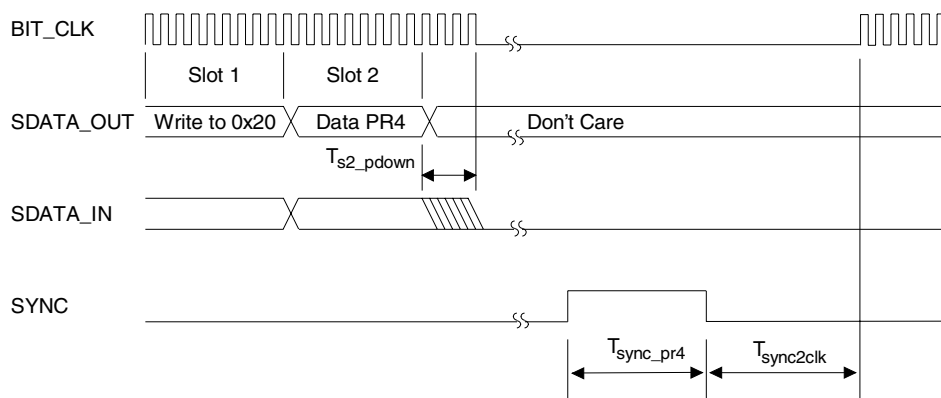 BIT_CLK
Slot 1 Slot 2
SDATA_OUT Write to 0x20 Data PR4 Don't Care
Ts2_pdown
SDATA_IN
SYNC
Tsync_pr4 Tsync2clk